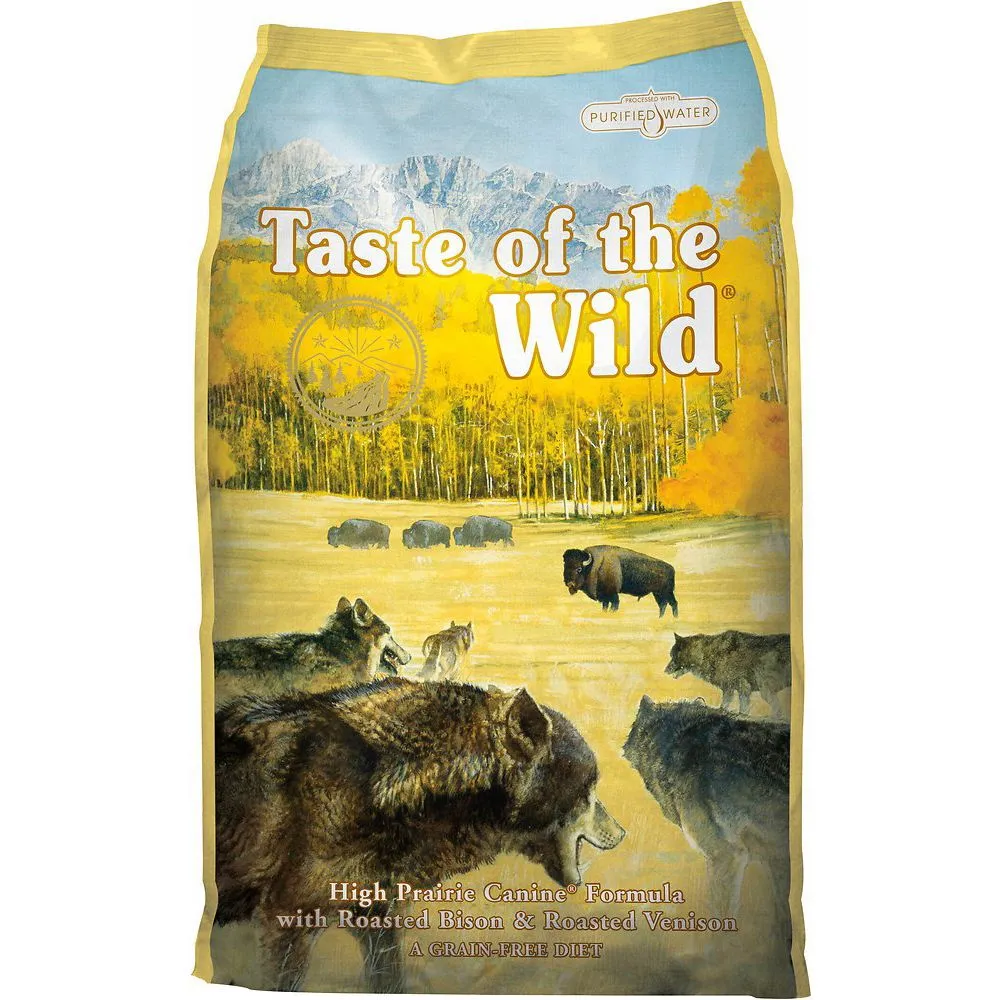 PROCESSED WITH
PURIFIED WATER
Taste of the
Wild®
High Prairie Canine® Formula
with Roasted Bison & Roasted Venison
A GRAIN-FREE DIET